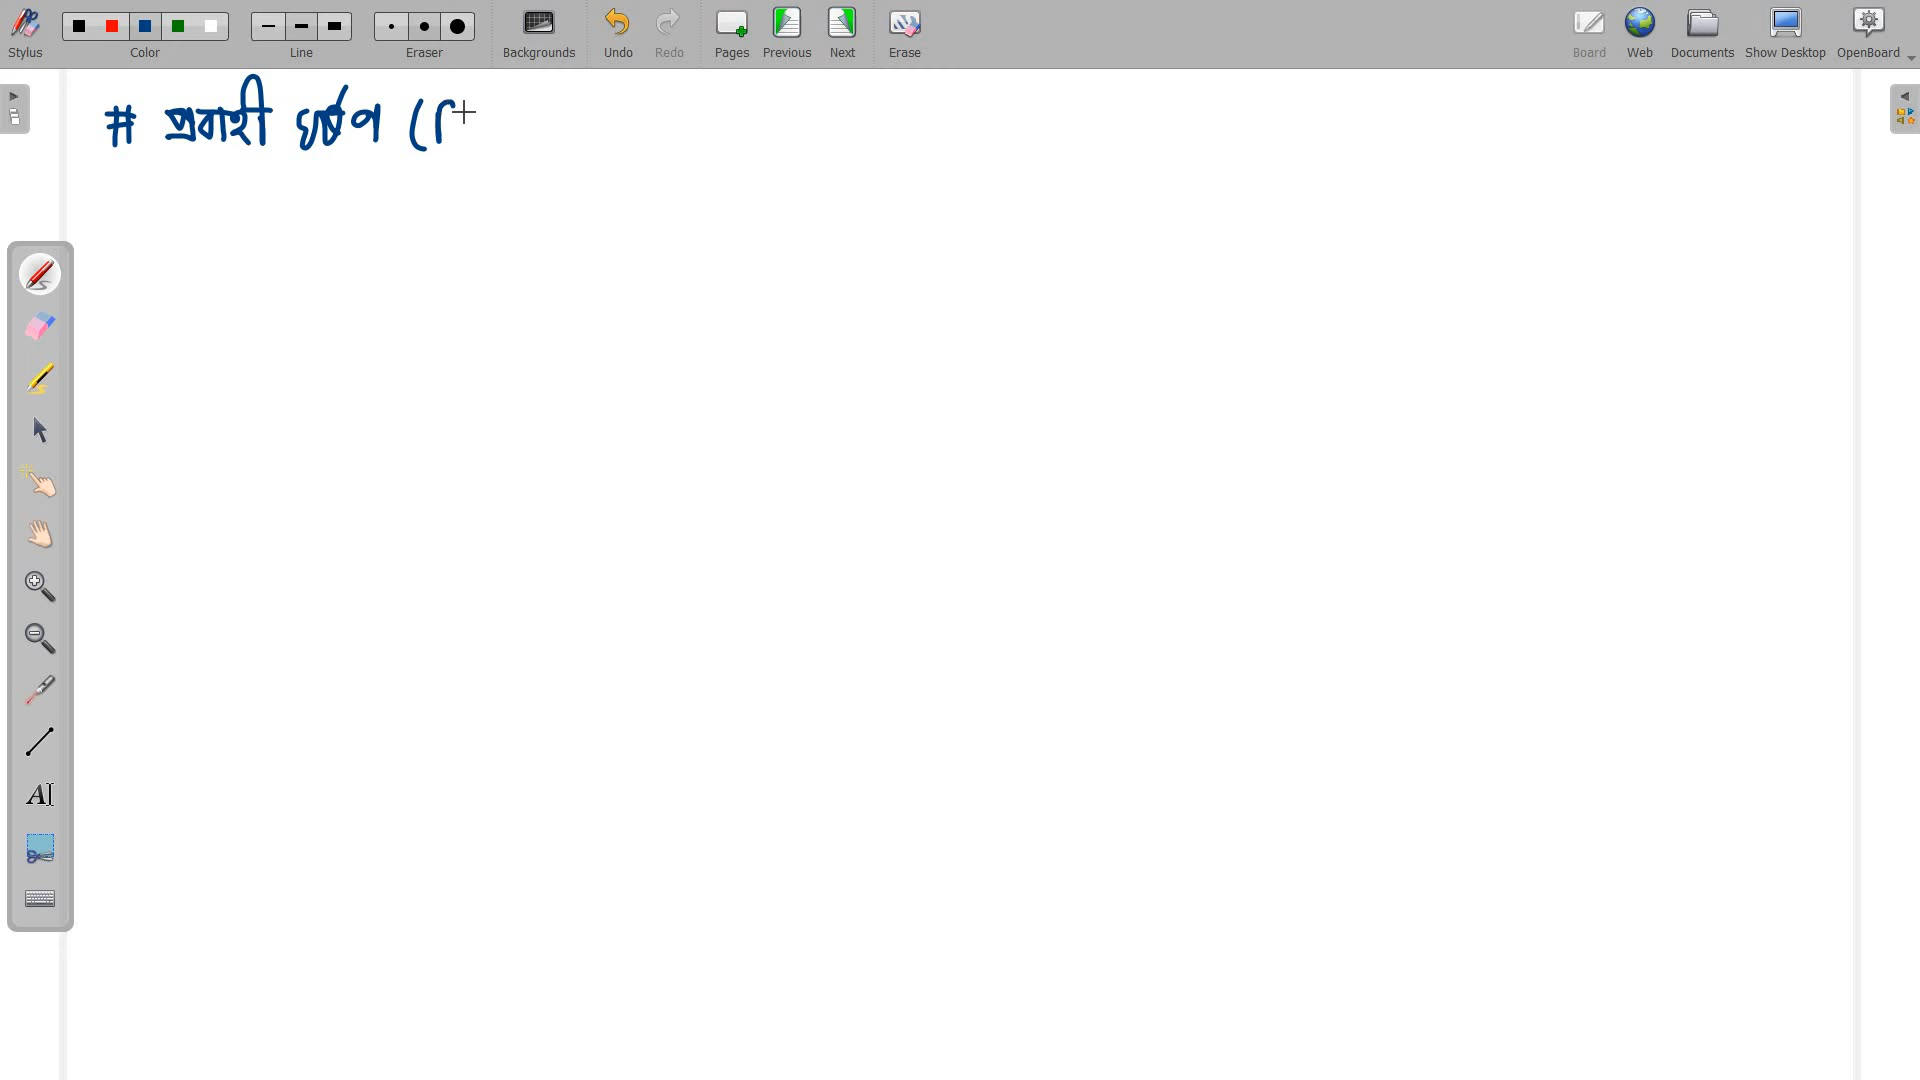 Stylus Color Line Eraser Backgrounds Undo Redo Pages Previous Next Erase Board Web Documents Show Desktop OpenBoard
# প্রবাহী ঘর্ষণ (